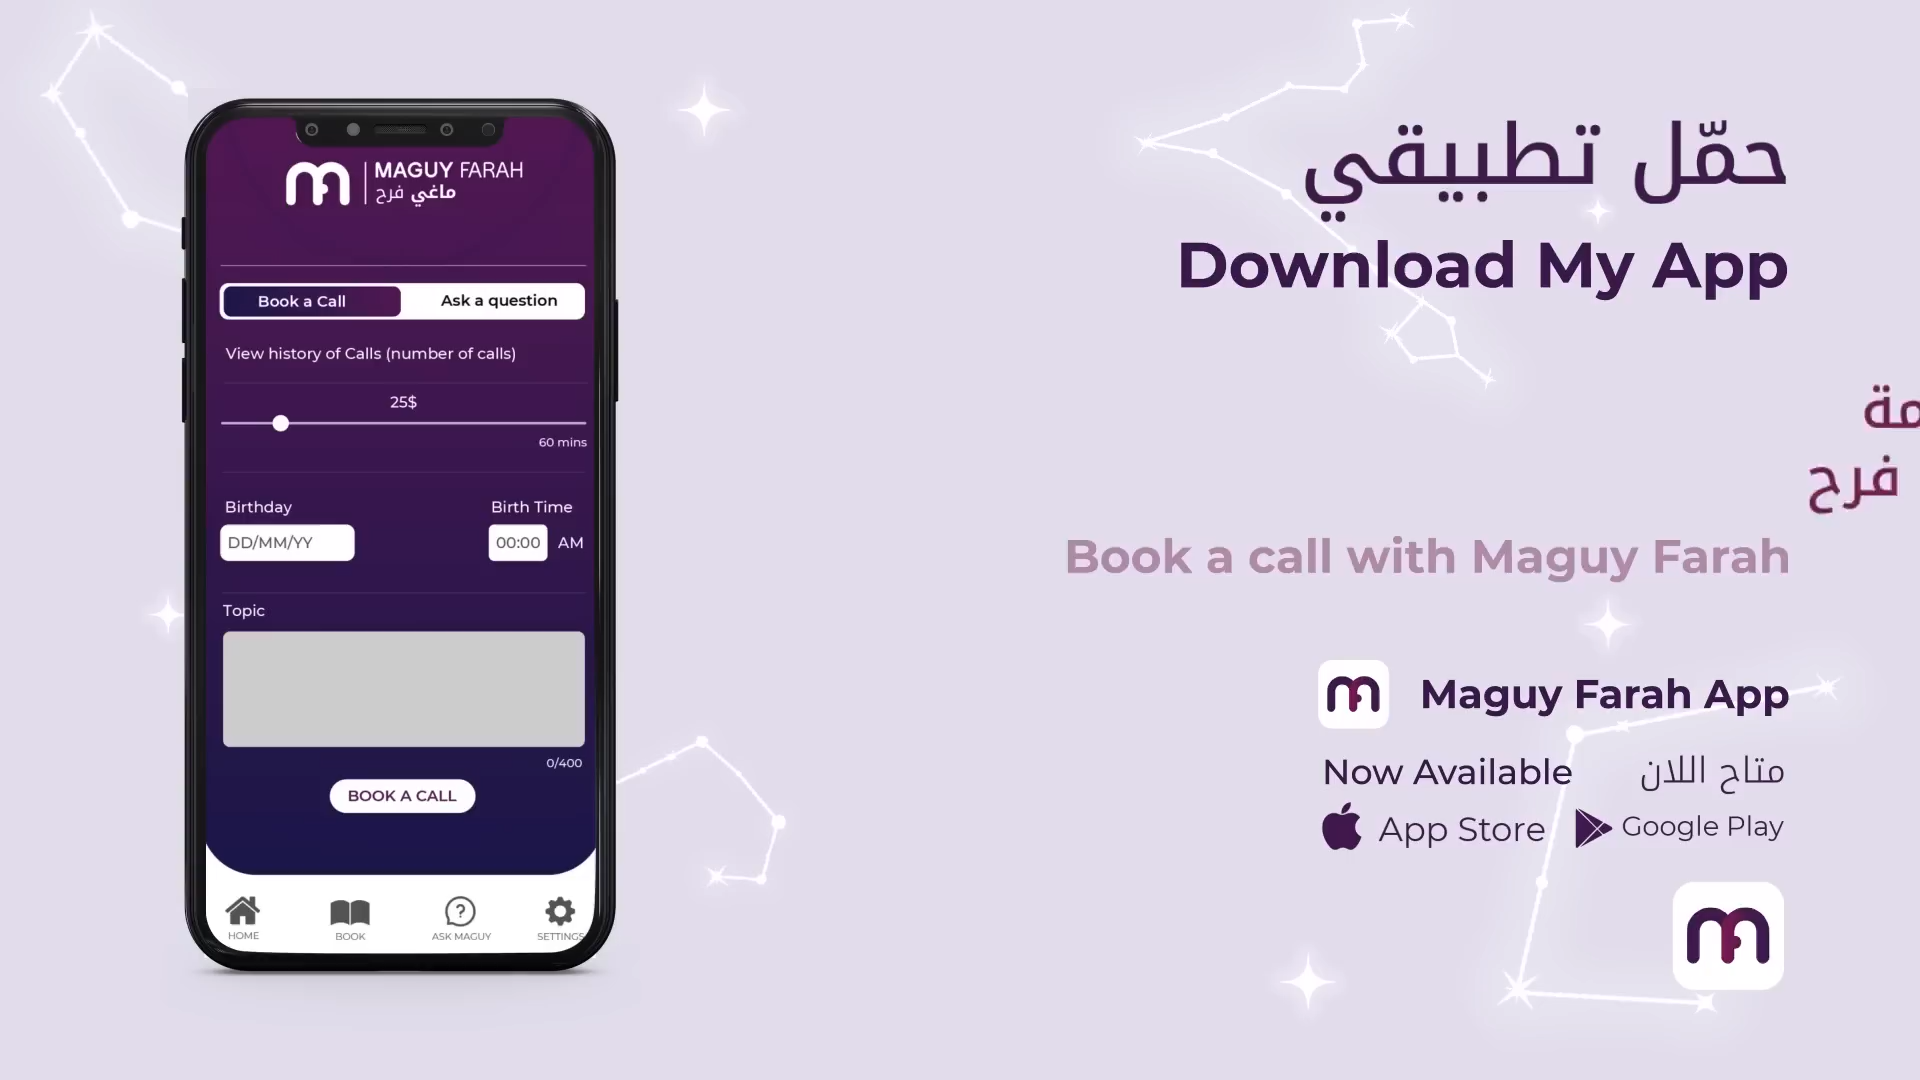 MAGUY FARAH
ماغي فرح
Book a Call
Ask a question
View history of Calls (number of calls)
25$
60 mins
Birthday
Birth Time
DD/MM/YY
00:00 AM
Topic
0/400
BOOK A CALL
HOME
BOOK
ASK MAGUY
SETTINGS
حمّل تطبيقي
Download My App
فرح
Book a call with Maguy Farah
Maguy Farah App
Now Available
متاح اللان
App Store
Google Play